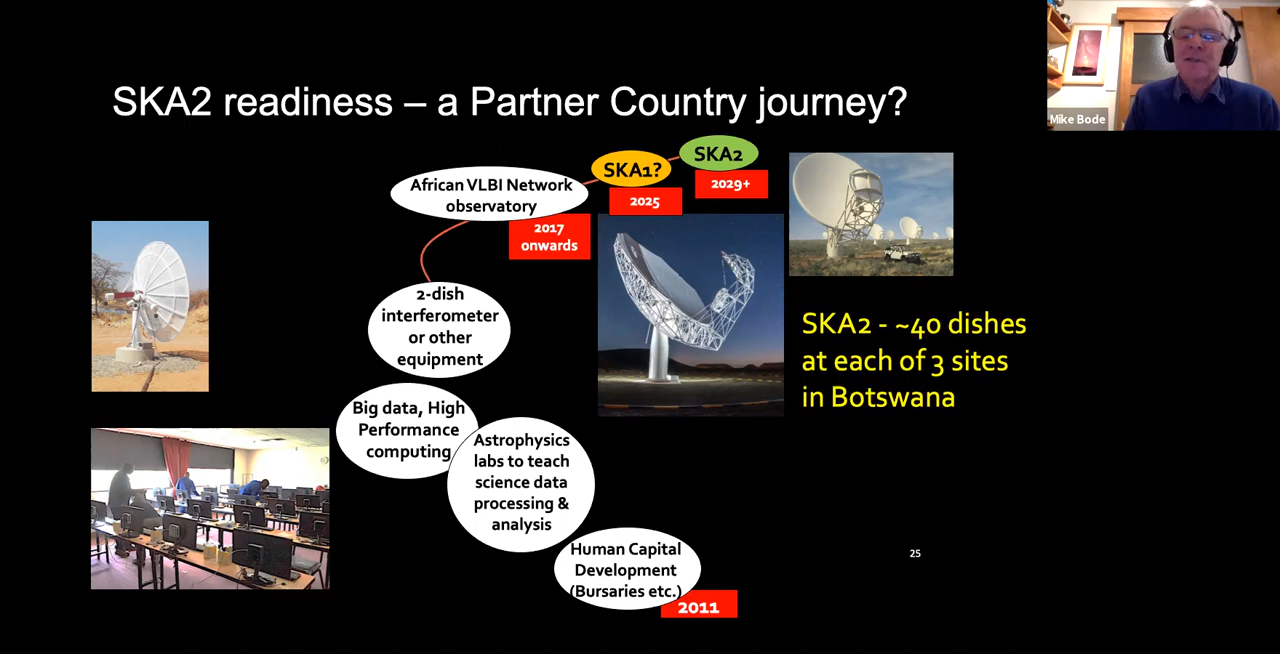 SKA2 readiness – a Partner Country journey?
Mike Bode
SKA2
2029+
SKA1?
2025
African VLBI Network
observatory
2017
onwards
2-dish
interferometer
or other
equipment
SKA2 - ~40 dishes
at each of 3 sites
in Botswana
Big data, High
Performance
computing
Astrophysics
labs to teach
science data
processing &
analysis
Human Capital
Development
(Bursaries etc.)
2011
25